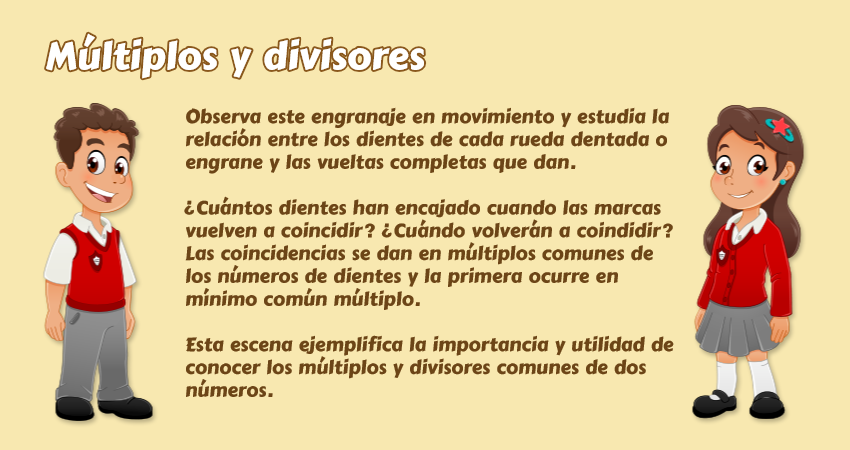 Múltiplos y divisores
Observa este engranaje en movimiento y estudia la
relación entre los dientes de cada rueda dentada o
engrane y las vueltas completas que dan.
¿Cuántos dientes han encajado cuando las marcas
vuelven a coincidir? ¿Cuándo volverán a coindidir?
Las coincidencias se dan en múltiplos comunes de
los números de dientes y la primera ocurre en
mínimo común múltiplo.
Esta escena ejemplifica la importancia y utilidad de
conocer los múltiplos y divisores comunes de dos
números.